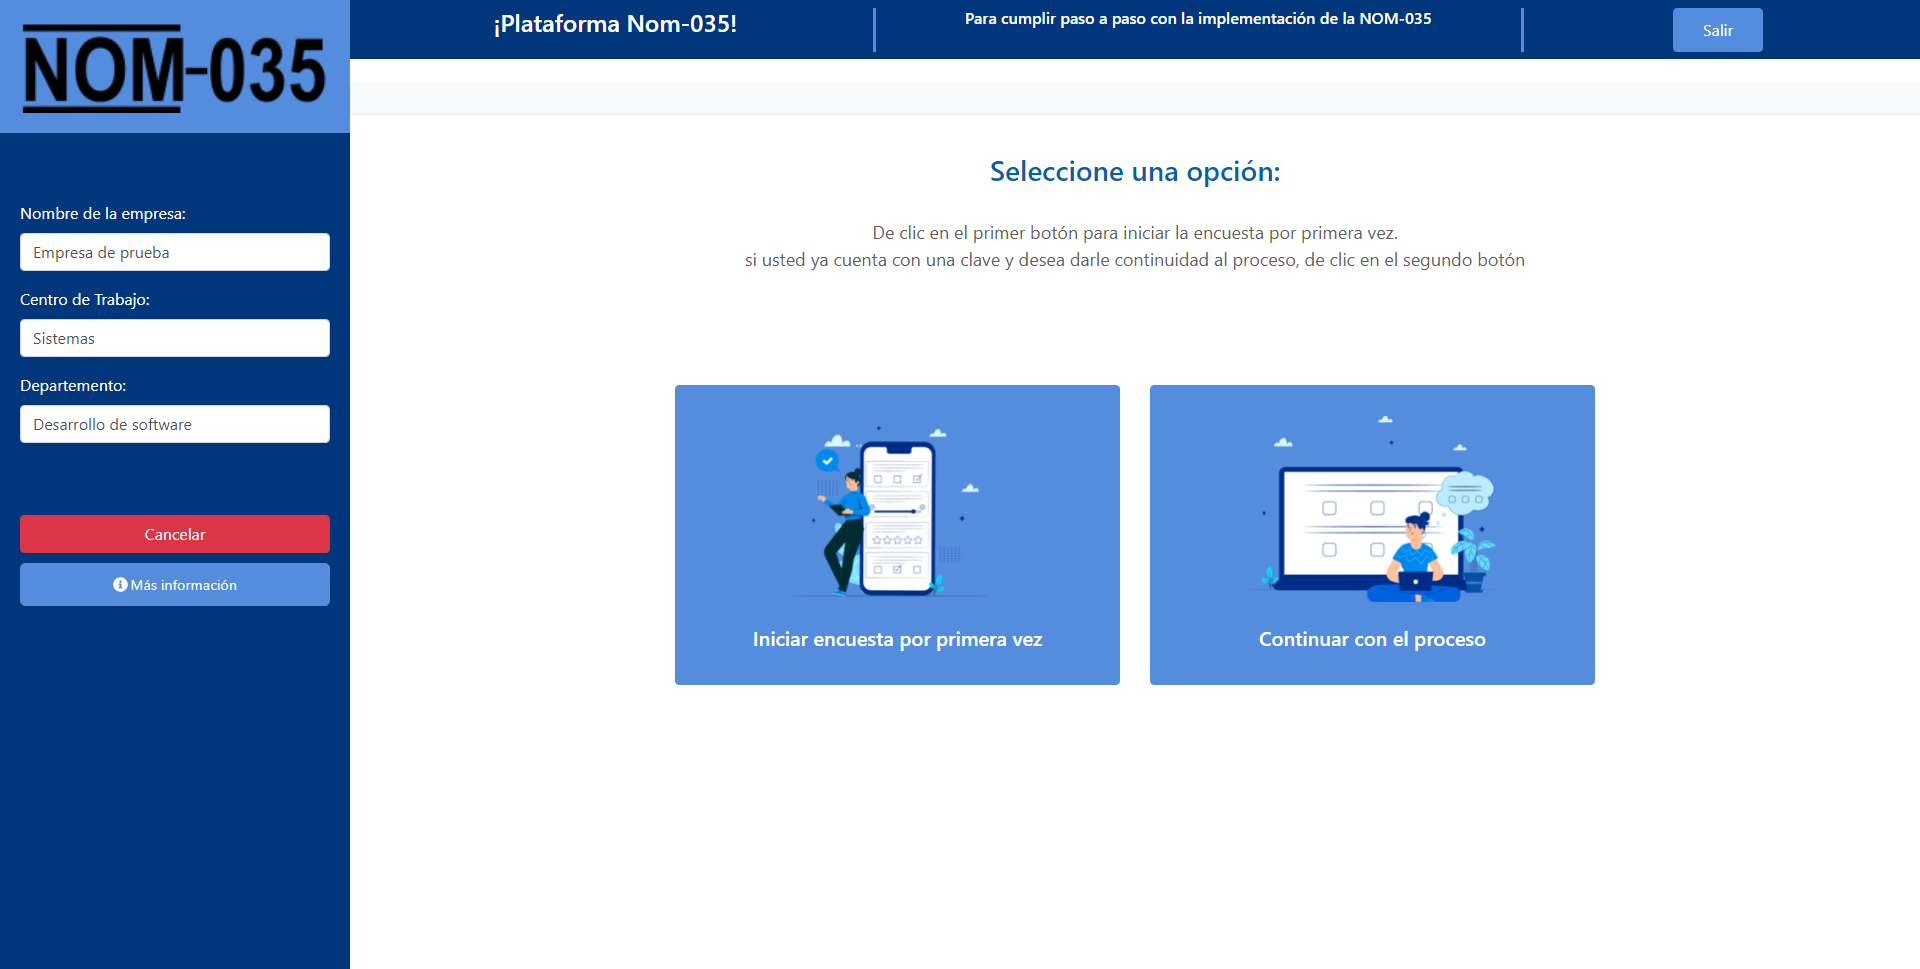 NOM-035
¡Plataforma Nom-035!
Para cumplir paso a paso con la implementación de la NOM-035
Salir
Nombre de la empresa:
Empresa de prueba
Centro de Trabajo:
Sistemas
Departemento:
Desarrollo de software
Cancelar
Más información
Seleccione una opción:
De clic en el primer botón para iniciar la encuesta por primera vez.
si usted ya cuenta con una clave y desea darle continuidad al proceso, de clic en el segundo botón
Iniciar encuesta por primera vez
Continuar con el proceso